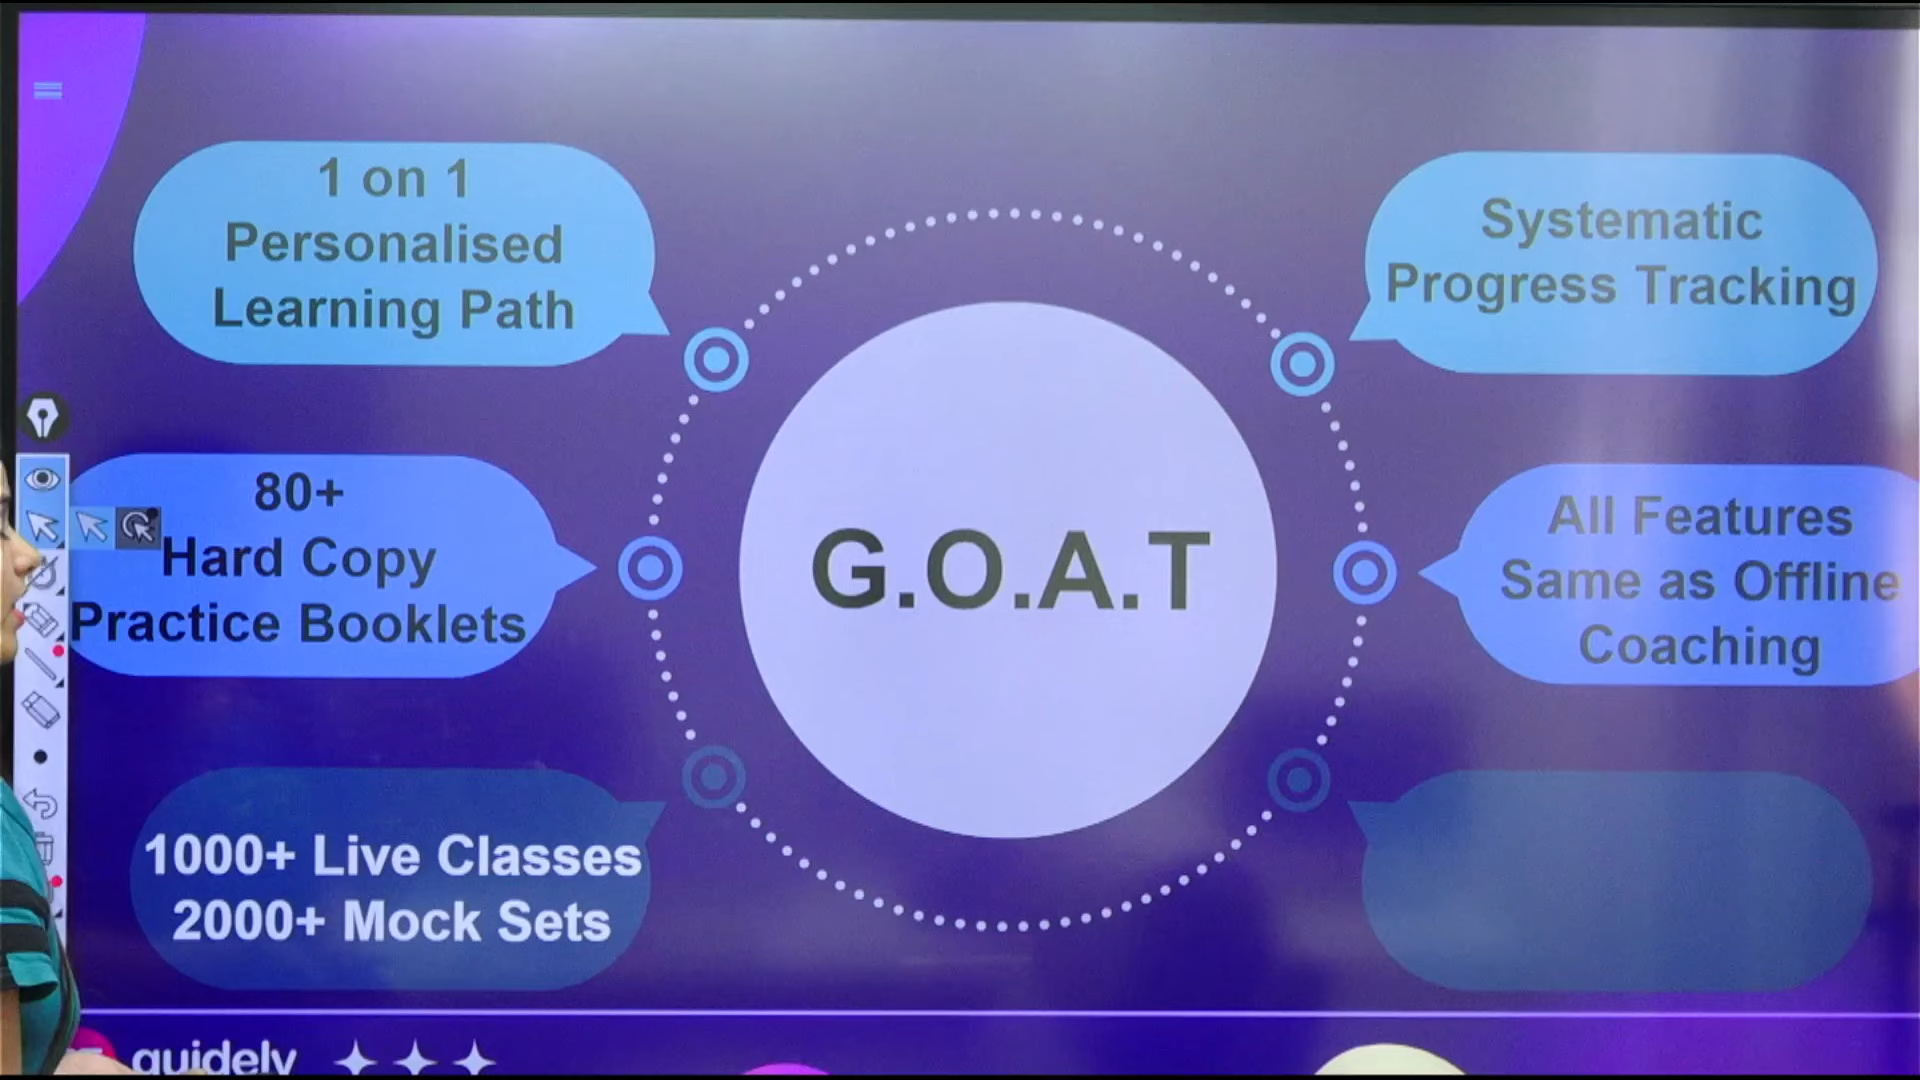 1 on 1
Personalised
Learning Path
Systematic
Progress Tracking
80+
Hard Copy
Practice Booklets
G.O.A.T
All Features
Same as Offline
Coaching
1000+ Live Classes
2000+ Mock Sets
guidely